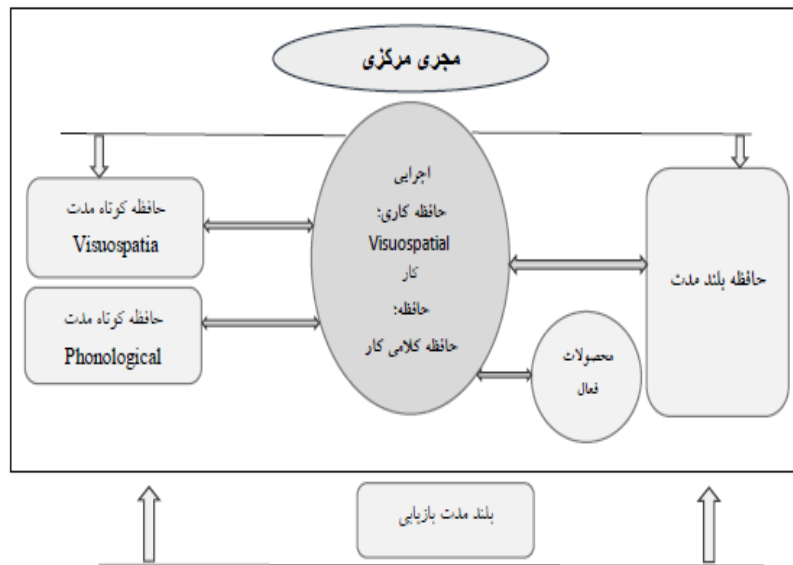 مجری مرکزی
حافظه کوتاه مدت
Visuospatia
حافظه کوتاه مدت
Phonological
اجرایی
حافظه کاری؛
Visuospatial
کار
حافظه؛
حافظه کلامی کار
محصولات
فعال
حافظه بلند مدت
بلند مدت بازیابی